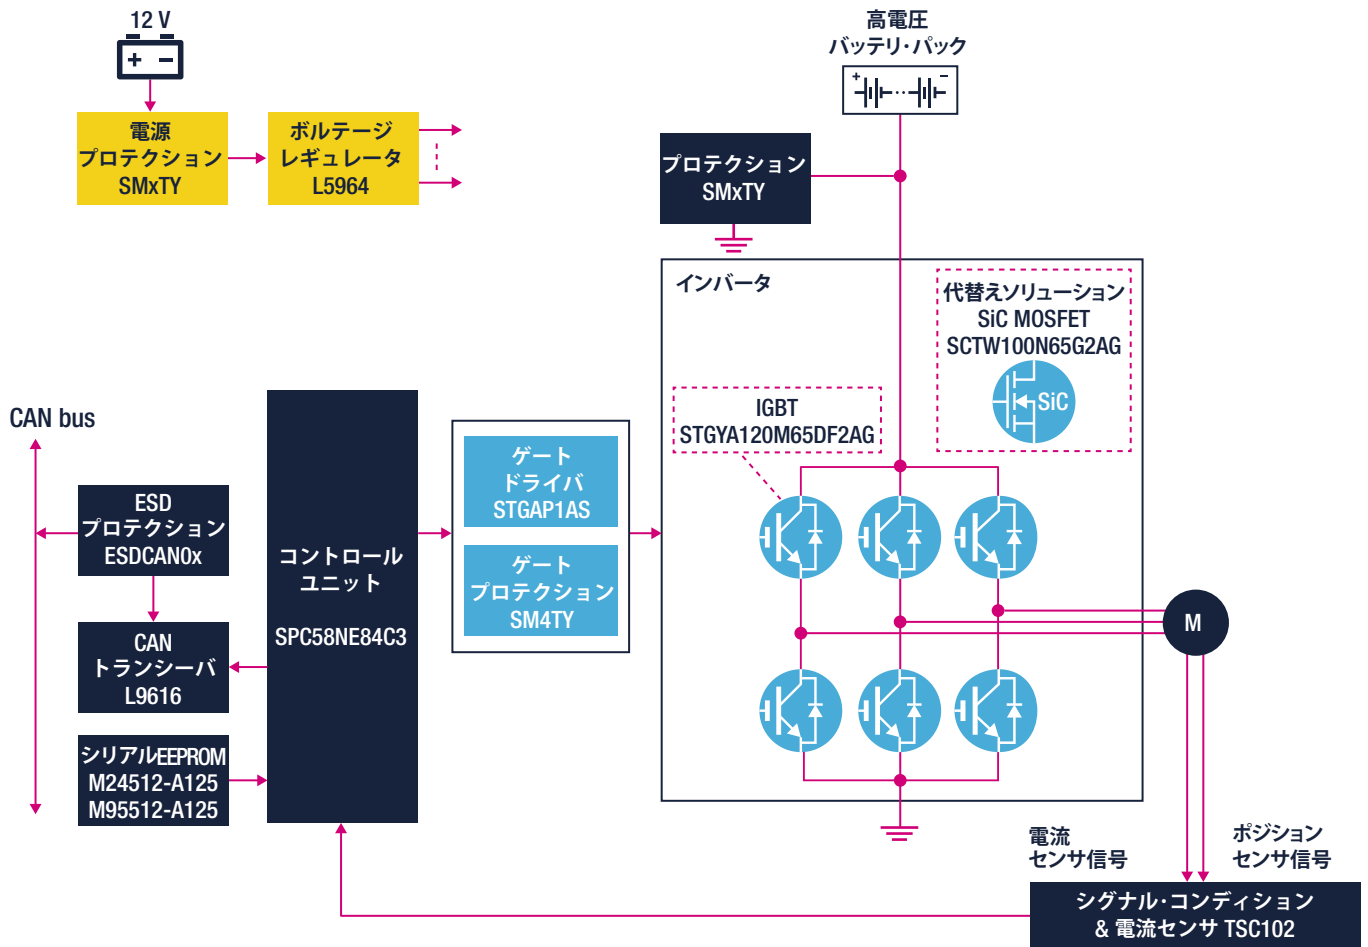 12 V
電源
プロテクション
SMxTY
ボルテージ
レギュレータ
L5964
高電圧
バッテリ・パック
プロテクション
SMxTY
インバータ
代替えソリューション
SiC MOSFET
SCTW100N65G2AG
SiC
IGBT
STGYA120M65DF2AG
CAN bus
ESD
プロテクション
ESDCAN0x
CAN
トランシーバ
L9616
シリアルEEPROM
M24512-A125
M95512-A125
コントロール
ユニット
SPC58NE84C3
ゲート
ドライバ
STGAP1AS
ゲート
プロテクション
SM4TY
M
電流
センサ信号
ポジション
センサ信号
シグナル・コンディション
& 電流センサ TSC102